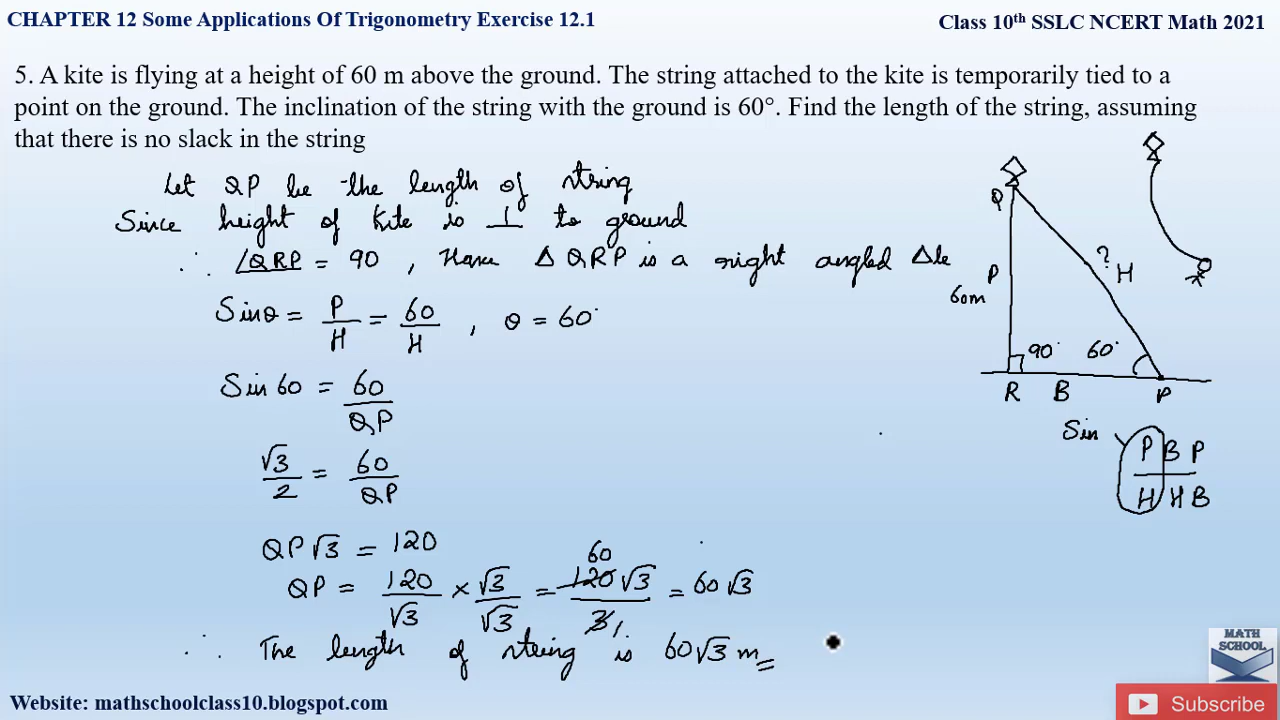 CHAPTER 12 Some Applications Of Trigonometry Exercise 12.1
Class 10th SSLC NCERT Math 2021
5. A kite is flying at a height of 60 m above the ground. The string attached to the kite is temporarily tied to a
point on the ground. The inclination of the string with the ground is 60°. Find the length of the string, assuming
that there is no slack in the string
Let QP be the length of string
Since height of kite is ⊥ to ground
∴ ∠QRP = 90 , Hence Δ QRP is a right angled Δle
Sinθ = P/H = 60/H , θ = 60°
Sin 60 = 60/QP
√3/2 = 60/QP
QP√3 = 120
60
QP = 120/√3 × √3/√3 = 120√3/3 1 = 60√3
∴ The length of string is 60√3 m
Q
P
60m
?
H
90° 60°
R B P
Sin
P B P
H H B
MATH
SCHOOL
Website: mathschoolclass10.blogspot.com
Subscribe